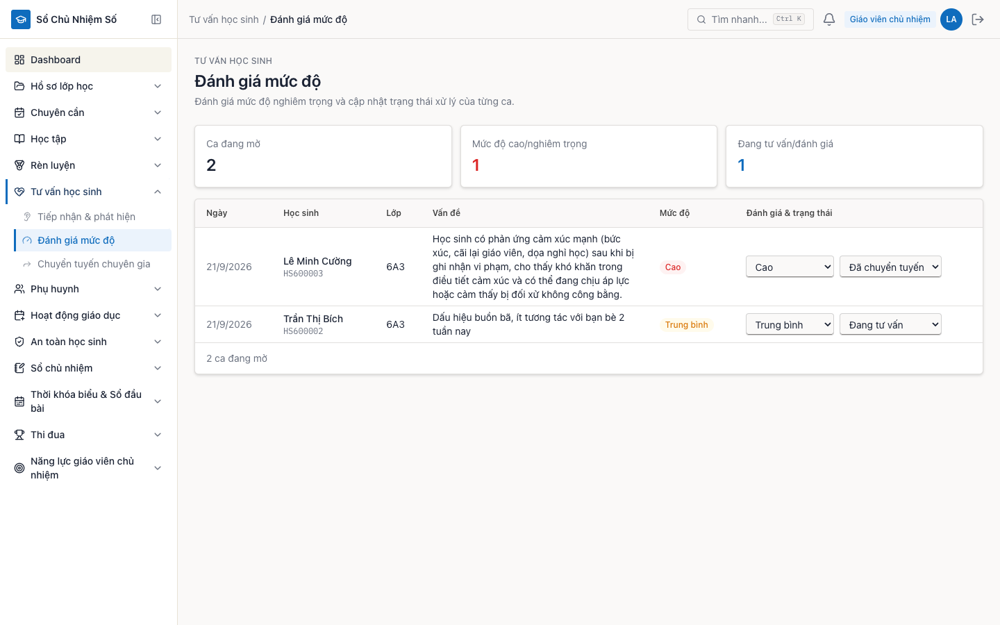 Sổ Chủ Nhiệm Số
Tư vấn học sinh / Đánh giá mức độ
Tìm nhanh... Ctrl K
Giáo viên chủ nhiệm
LA
Dashboard
Hồ sơ lớp học
Chuyên cần
Học tập
Rèn luyện
Tư vấn học sinh
Tiếp nhận & phát hiện
Đánh giá mức độ
Chuyển tuyến chuyên gia
Phụ huynh
Hoạt động giáo dục
An toàn học sinh
Sổ chủ nhiệm
Thời khóa biểu & Sổ đầu
bài
Thi đua
Năng lực giáo viên chủ
nhiệm
TƯ VẤN HỌC SINH
Đánh giá mức độ
Đánh giá mức độ nghiêm trọng và cập nhật trạng thái xử lý của từng ca.
Ca đang mở
2
Mức độ cao/nghiêm trọng
1
Đang tư vấn/đánh giá
1
Ngày Học sinh Lớp Vấn đề Mức độ Đánh giá & trạng thái
21/9/2026
Lê Minh Cường
HS600003
6A3
Học sinh có phản ứng cảm xúc mạnh (bức
xúc, cãi lại giáo viên, dọa nghỉ học) sau khi bị
ghi nhận vi phạm, cho thấy khó khăn trong
điều tiết cảm xúc và có thể đang chịu áp lực
hoặc cảm thấy bị đối xử không công bằng.
Cao
Cao
Đã chuyển tuyến
21/9/2026
Trần Thị Bích
HS600002
6A3
Dấu hiệu buồn bã, ít tương tác với bạn bè 2
tuần nay
Trung bình
Trung bình
Đang tư vấn
2 ca đang mở